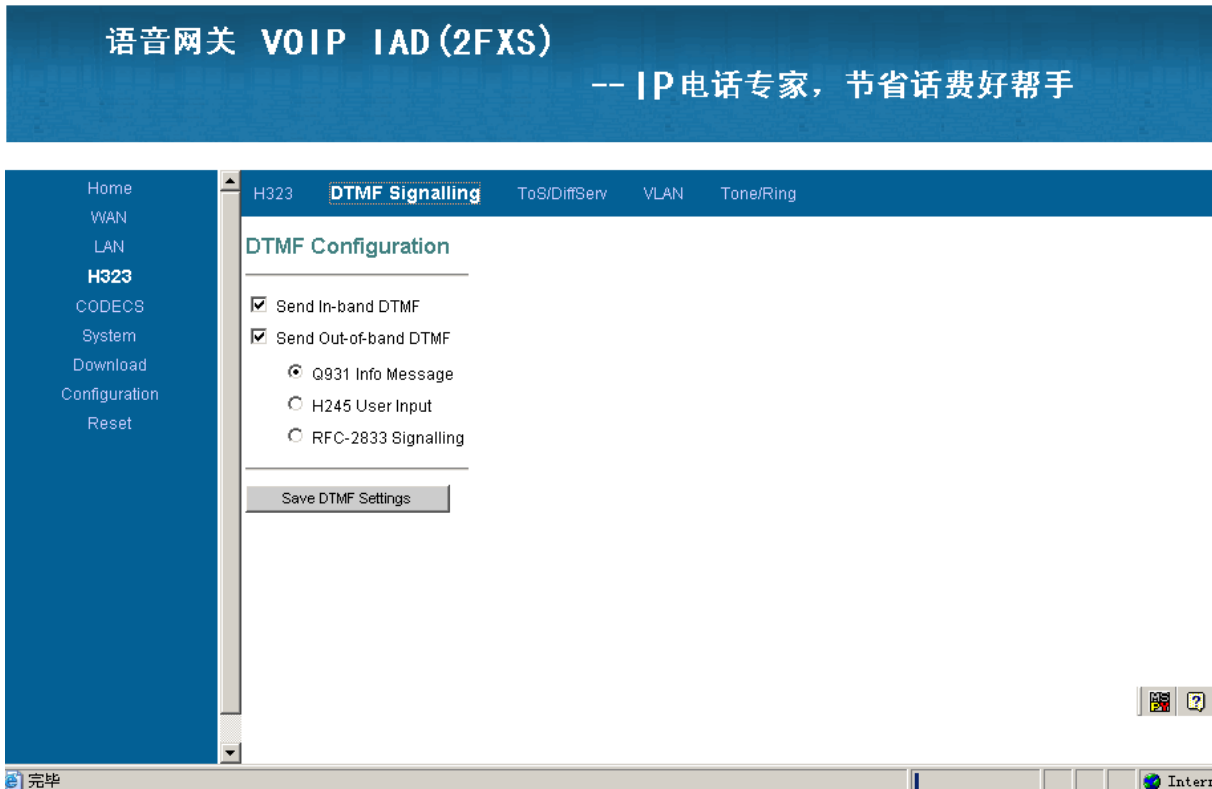 语音网关 VOIP IAD(2FXS)
-- IP电话专家，节省话费好帮手
Home
WAN
LAN
H323
CODECS
System
Download
Configuration
Reset
H323 DTMF Signalling ToS/DiffServ VLAN Tone/Ring
DTMF Configuration
Send In-band DTMF
Send Out-of-band DTMF
Q931 Info Message
H245 User Input
RFC-2833 Signalling
Save DTMF Settings
完毕